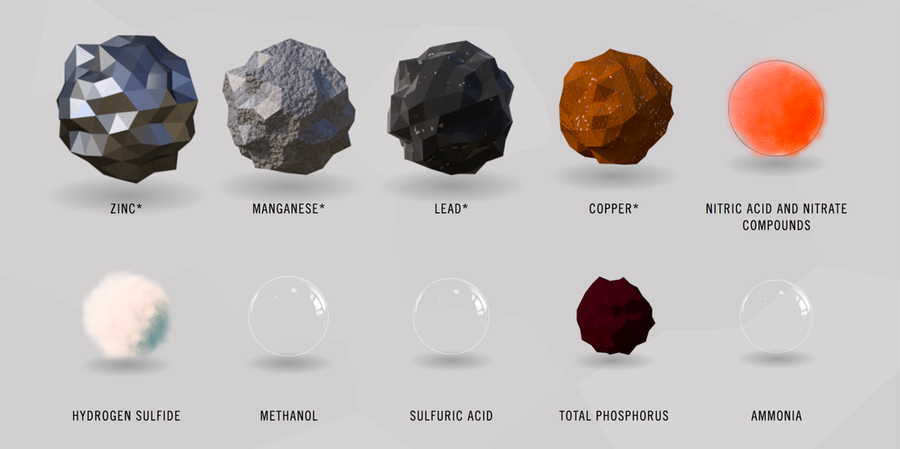 ZINC*
MANGANESE*
LEAD*
COPPER*
NITRIC ACID AND NITRATE
COMPOUNDS
HYDROGEN SULFIDE
METHANOL
SULFURIC ACID
TOTAL PHOSPHORUS
AMMONIA